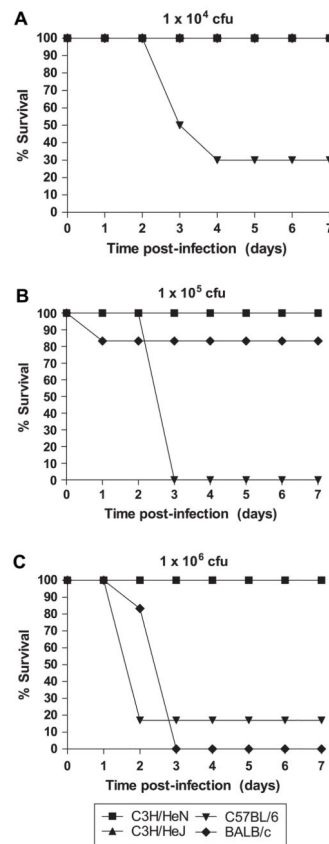 A
1 x 10⁴ cfu
100
90
80
70
60
50
40
30
20
10
0
% Survival
0 1 2 3 4 5 6 7
Time post-infection (days)
B
1 x 10⁵ cfu
100
90
80
70
60
50
40
30
20
10
0
% Survival
0 1 2 3 4 5 6 7
Time post-infection (days)
C
1 x 10⁶ cfu
100
90
80
70
60
50
40
30
20
10
0
% Survival
0 1 2 3 4 5 6 7
Time post-infection (days)
C3H/HeN C57BL/6
C3H/HeJ BALB/c